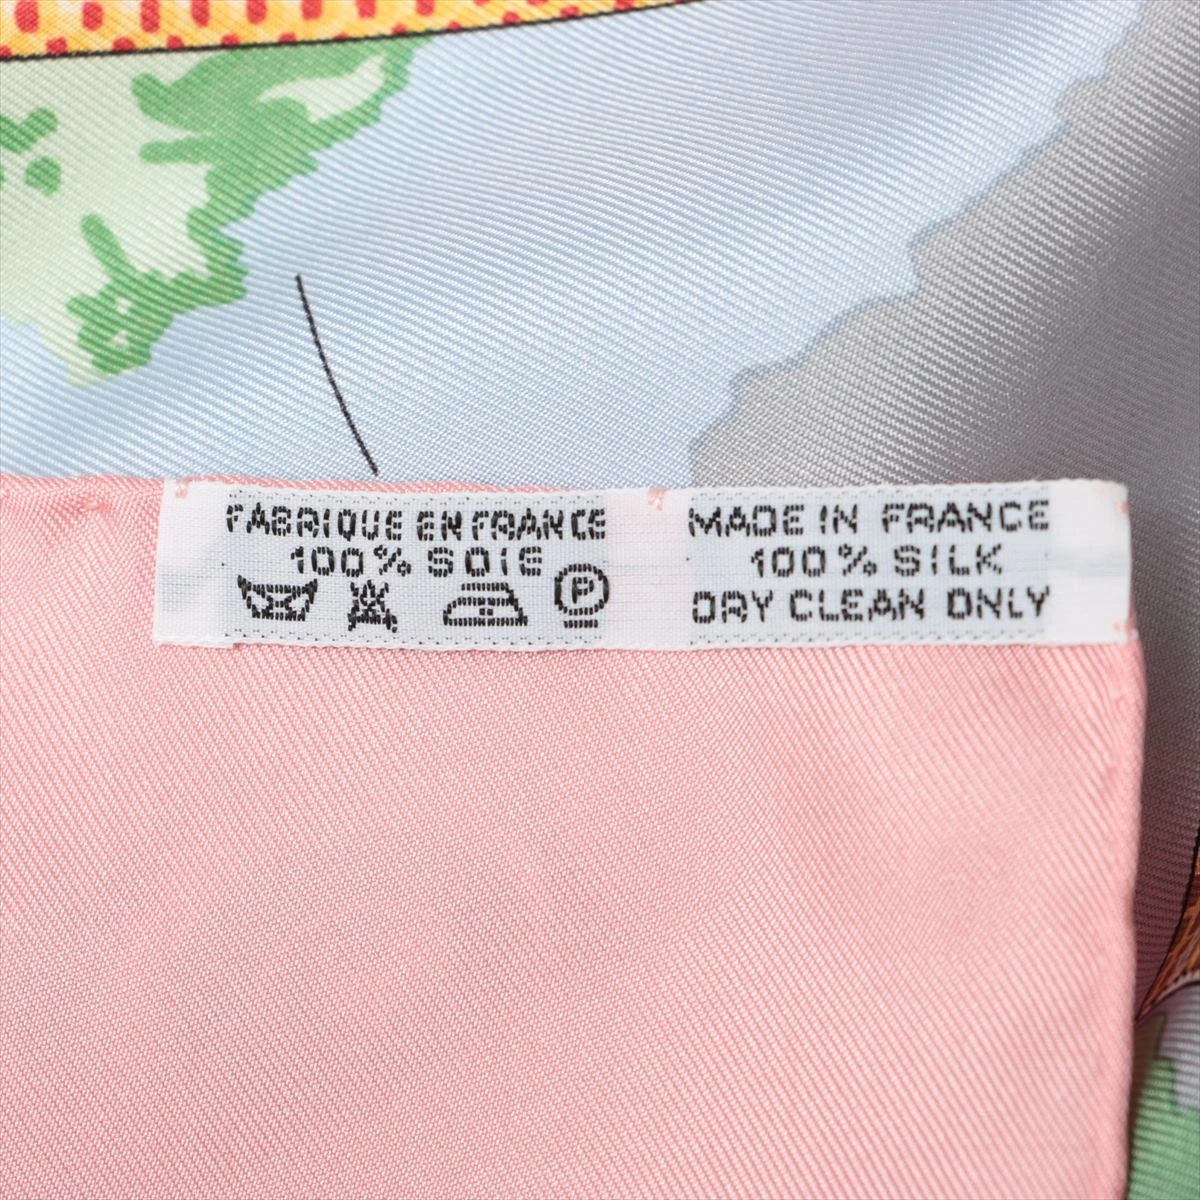 FABRIQUE EN FRANCE
100% SOIE
P
MADE IN FRANCE
100% SILK
DRY CLEAN ONLY